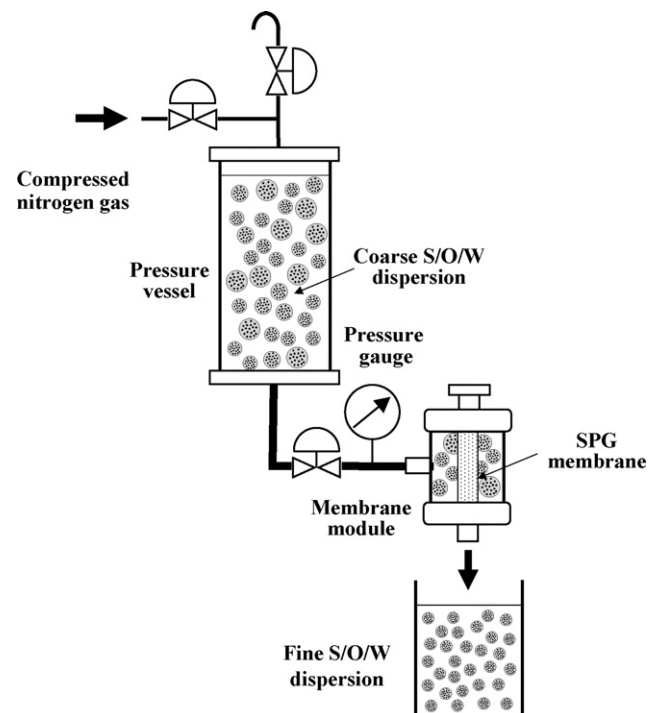 Compressed
nitrogen gas
Pressure
vessel
Coarse S/O/W
dispersion
Pressure
gauge
SPG
membrane
Membrane
module
Fine S/O/W
dispersion